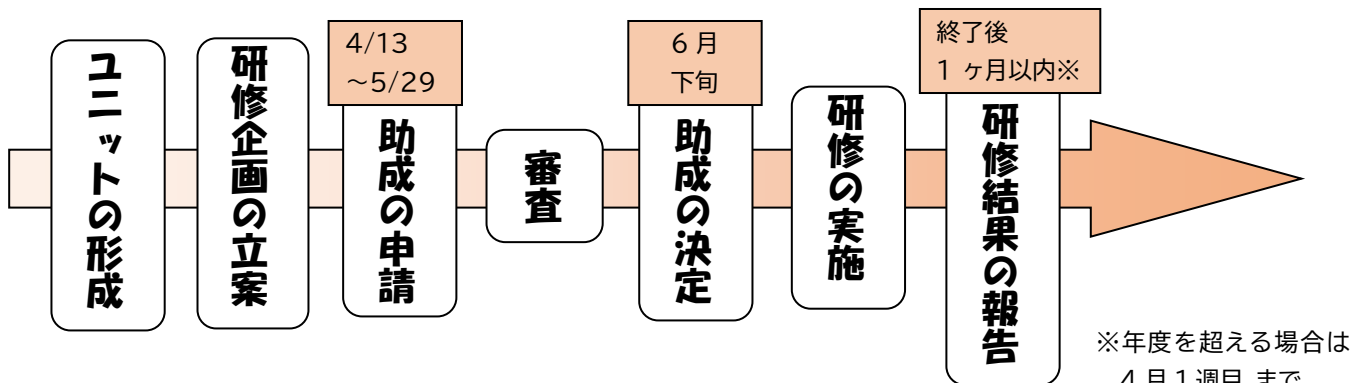 ユニットの形成
研修企画の立案
4/13
～5/29
助成の申請
審査
6月
下旬
助成の決定
研修の実施
終了後
1ヶ月以内※
研修結果の報告
※年度を超える場合は
4月1週目 まで